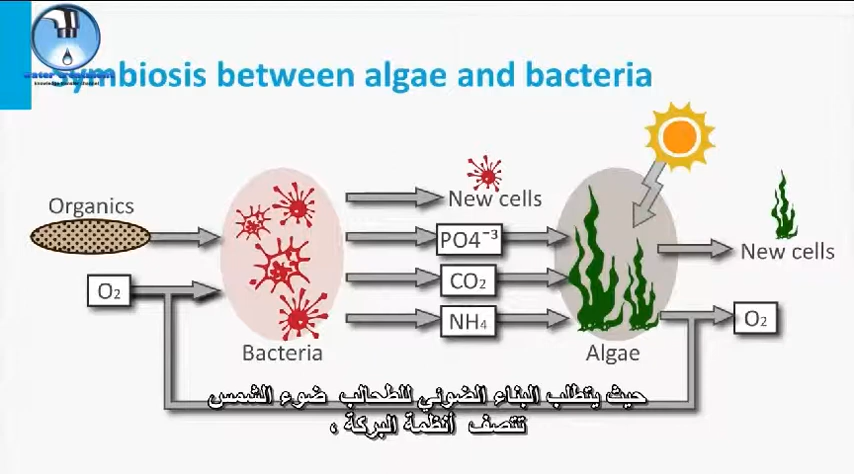 Symbiosis between algae and bacteria
Organics
O₂
Bacteria
New cells
PO4⁻³
CO₂
NH₄
Algae
New cells
O₂
حيث يتطلب البناء الضوئي للطحالب ضوء الشمس
تتصف أنظمة البركة ،